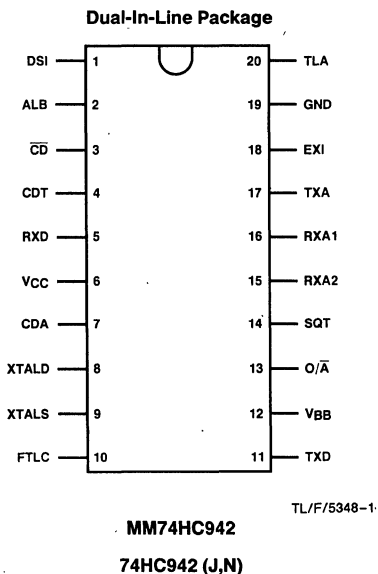 Dual-In-Line Package
DSI 1 20 TLA
ALB 2 19 GND
C̅D̅ 3 18 EXI
CDT 4 17 TXA
RXD 5 16 RXA1
VCC 6 15 RXA2
CDA 7 14 SQT
XTALD 8 13 O/A̅
XTALS 9 12 VBB
FTLC 10 11 TXD
TL/F/5348-1
MM74HC942
74HC942 (J,N)